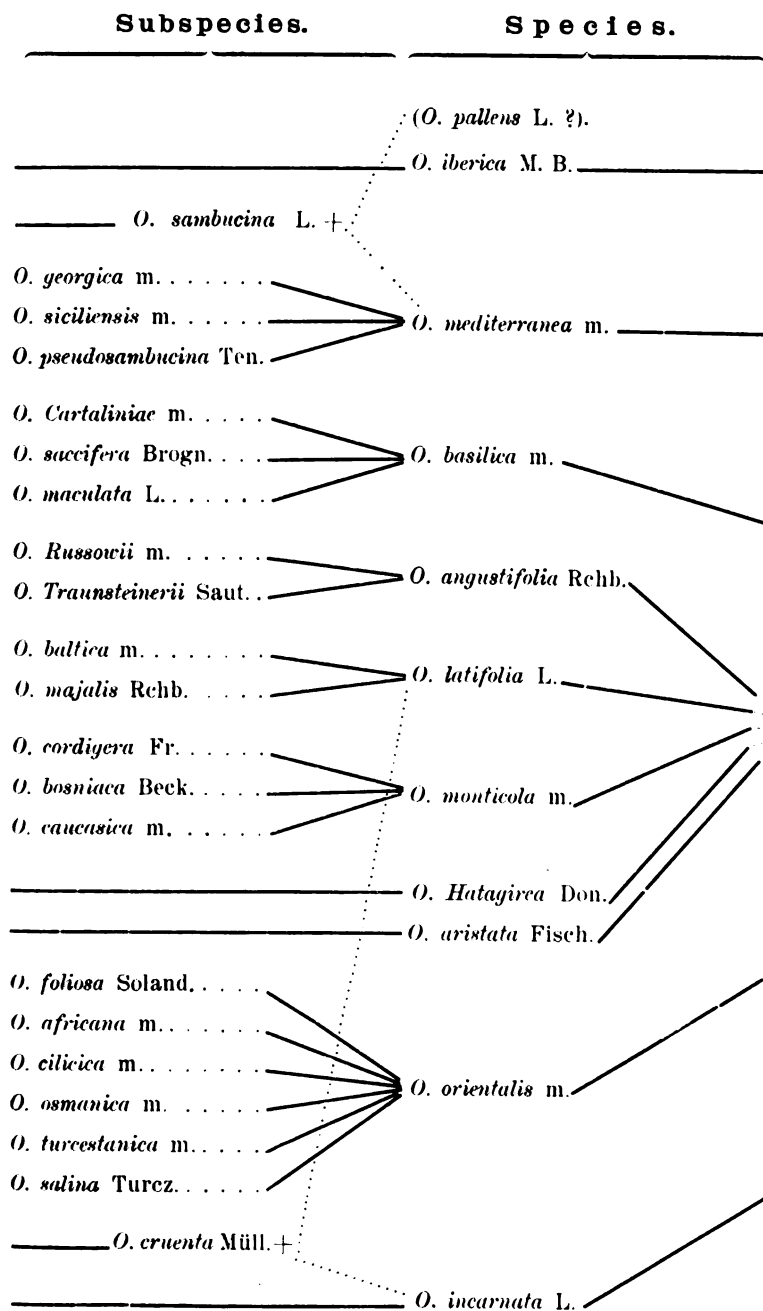 Subspecies. Species.
(O. pallens L. ?).
O. iberica M. B.
O. sambucina L. +
O. georgica m. . . . . . .
O. siciliensis m. . . . . .
O. mediterranea m.
O. pseudosambucina Ten.
O. Cartaliniae m. . . . .
O. saccifera Brogn. . . .
O. basilica m.
O. maculata L. . . . . . .
O. Russowii m. . . . . .
O. angustifolia Rchb.
O. Traunsteinerii Saut. .
O. baltica m. . . . . . . .
O. latifolia L.
O. majalis Rchb. . . . . .
O. cordigera Fr. . . . . .
O. bosniaca Beck. . . . .
O. monticola m.
O. caucasica m. . . . . .
O. Hatagirea Don.
O. aristata Fisch.
O. foliosa Soland. . . . .
O. africana m. . . . . . .
O. cilicica m. . . . . . . .
O. orientalis m.
O. osmanica m. . . . . .
O. turcestanica m. . . . .
O. salina Turcz. . . . . .
O. cruenta Müll. +
O. incarnata L.